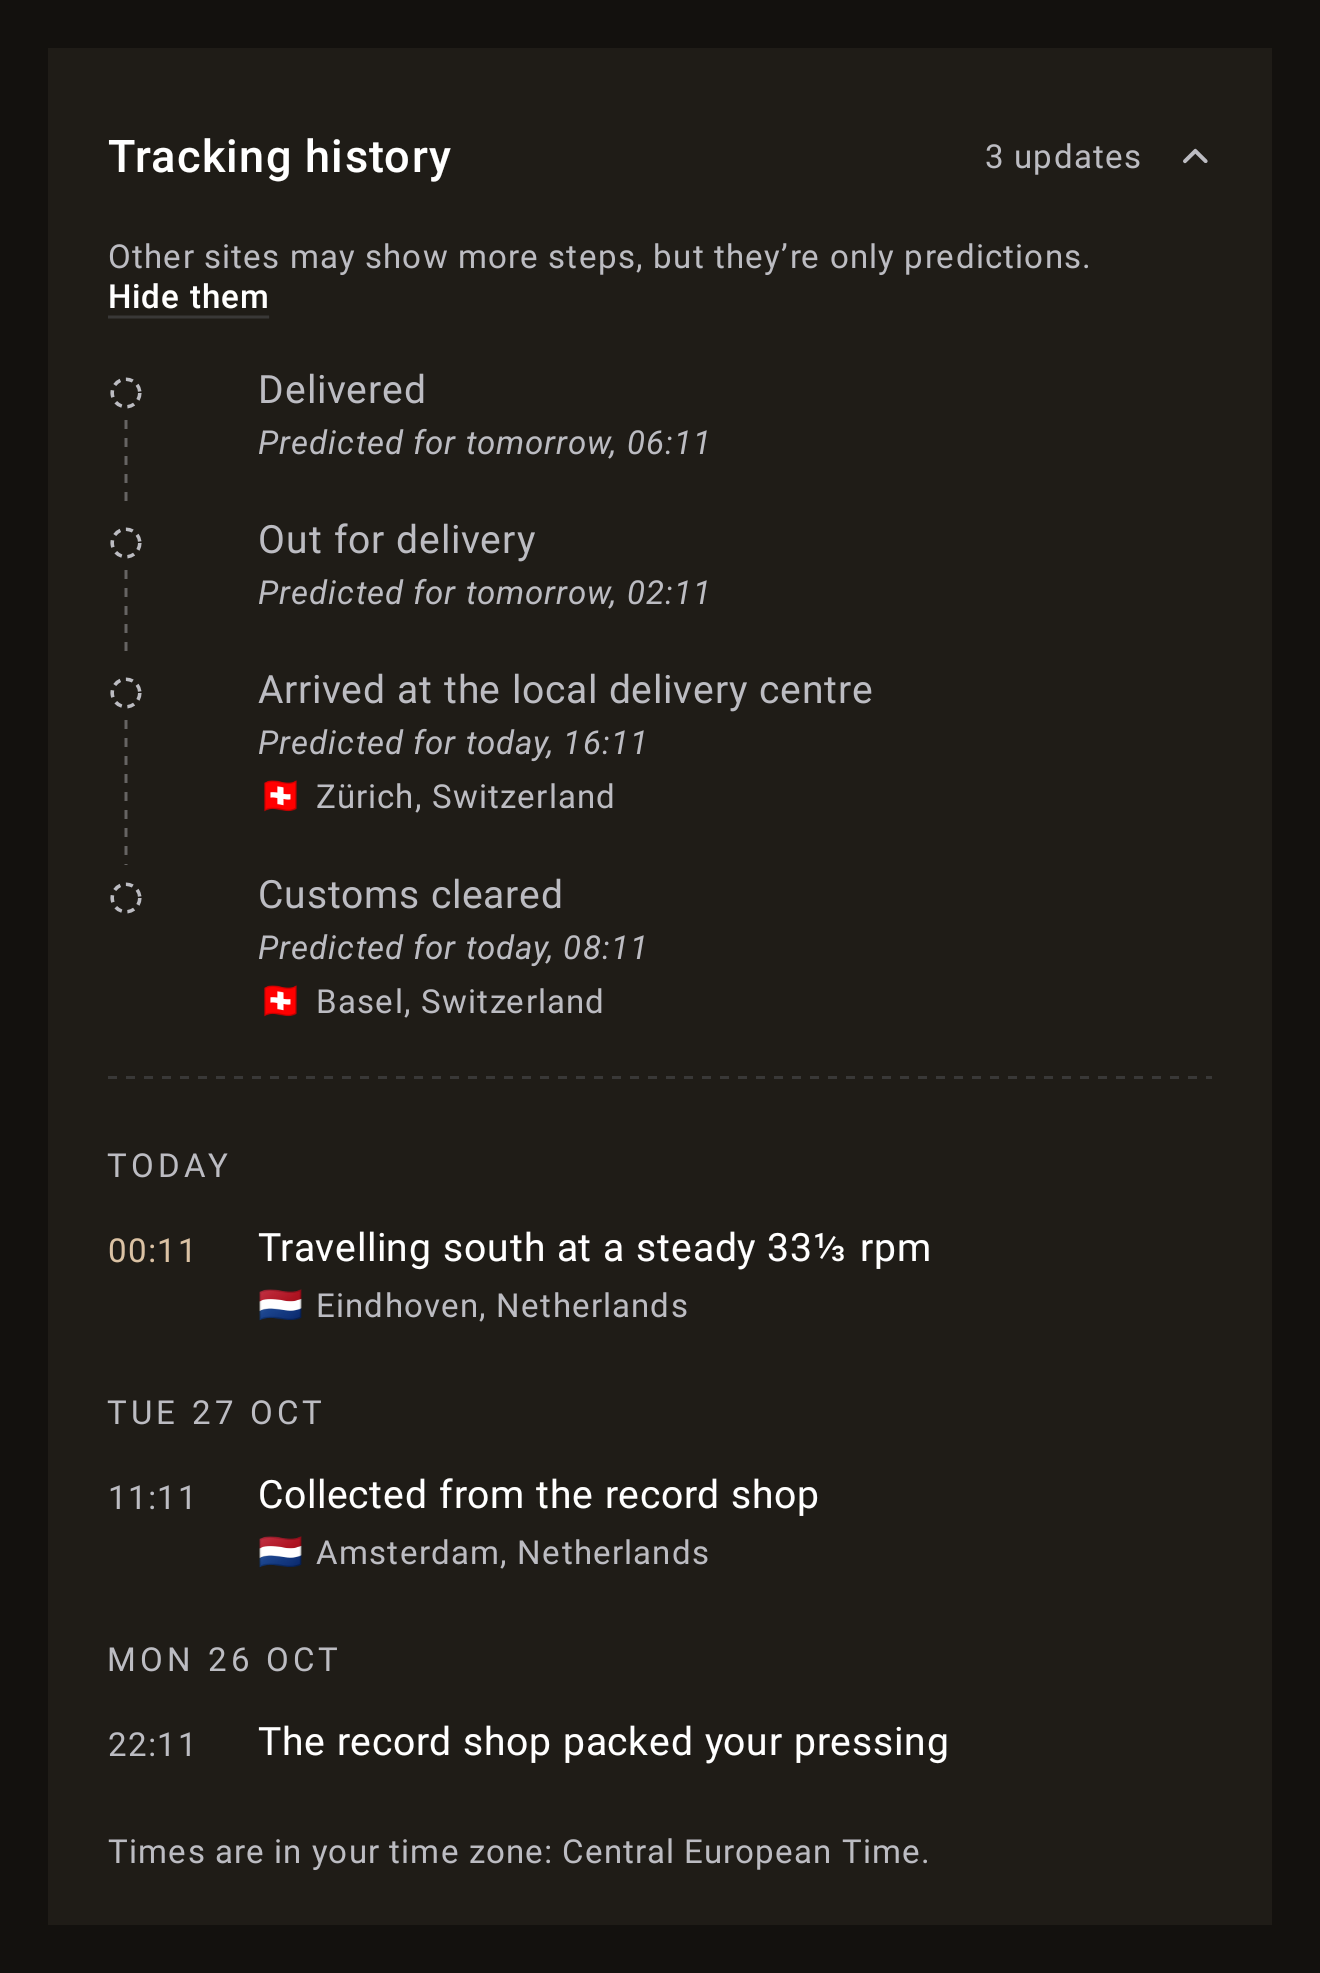 Tracking history
3 updates
Other sites may show more steps, but they’re only predictions.
Hide them
Delivered
Predicted for tomorrow, 06:11
Out for delivery
Predicted for tomorrow, 02:11
Arrived at the local delivery centre
Predicted for today, 16:11
Zürich, Switzerland
Customs cleared
Predicted for today, 08:11
Basel, Switzerland
TODAY
00:11 Travelling south at a steady 33⅓ rpm
Eindhoven, Netherlands
TUE 27 OCT
11:11 Collected from the record shop
Amsterdam, Netherlands
MON 26 OCT
22:11 The record shop packed your pressing
Times are in your time zone: Central European Time.